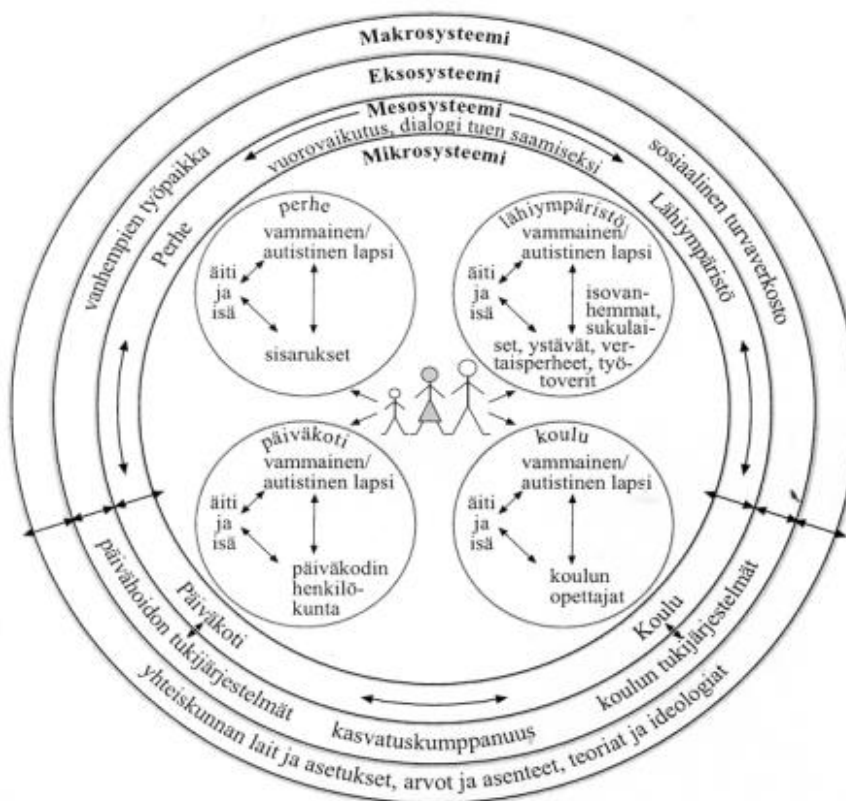 Makrosysteemi
Eksosysteemi
Mesosysteemi
vuorovaikutus, dialogi tuen saamiseksi
Mikrosysteemi
vanhempien työpaikka
sosiaalinen turvaverkosto
Perhe
Lähiympäristö
perhe
vammainen/
autistinen lapsi
äiti
ja
isä
sisarukset
lähiympäristö
vammainen/
autistinen lapsi
äiti
ja
isä
isovan-
hemmat,
sukulai-
set, ystävät, ver-
taisperheet, työ-
toverit
päiväkoti
vammainen/
autistinen lapsi
äiti
ja
isä
päiväkodin
henkilö-
kunta
koulu
vammainen/
autistinen lapsi
äiti
ja
isä
koulun
opettajat
Päiväkoti
Koulu
päivähoidon tukijärjestelmät
koulun tukijärjestelmät
kasvatuskumppanuus
yhteiskunnan lait ja asetukset, arvot ja asenteet, teoriat ja ideologiat